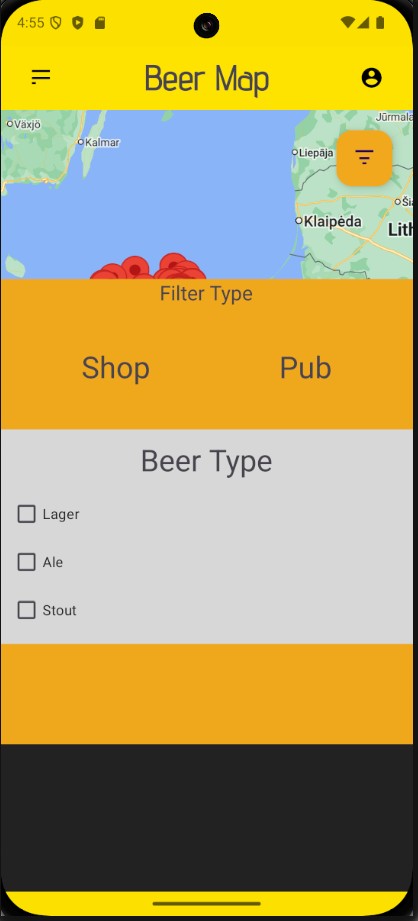 4:55
Beer Map
Växjö
Kalmar
Jūrmala
Liepāja
Šia
Klaipėda
Lith
Filter Type
Shop Pub
Beer Type
Lager
Ale
Stout